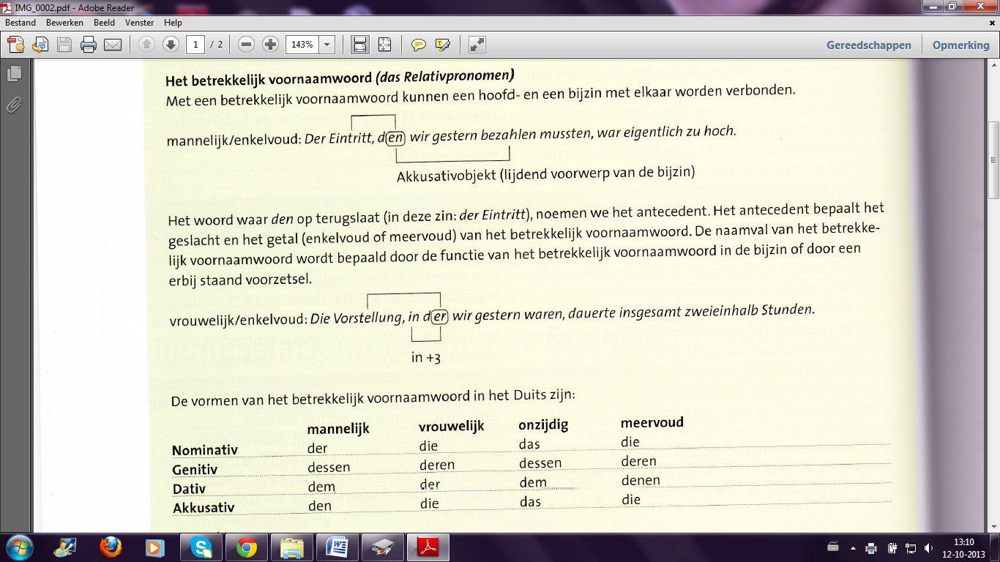 IMG_0002.pdf - Adobe Reader
Bestand Bewerken Beeld Venster Help
1 / 2 143% Gereedschappen Opmerking
Het betrekkelijk voornaamwoord (das Relativpronomen)
Met een betrekkelijk voornaamwoord kunnen een hoofd- en een bijzin met elkaar worden verbonden.
mannelijk/enkelvoud: Der Eintritt, den wir gestern bezahlen mussten, war eigentlich zu hoch.
Akkusativobjekt (lijdend voorwerp van de bijzin)
Het woord waar den op terugslaat (in deze zin: der Eintritt), noemen we het antecedent. Het antecedent bepaalt het
geslacht en het getal (enkelvoud of meervoud) van het betrekkelijk voornaamwoord. De naamval van het betrekke-
lijk voornaamwoord wordt bepaald door de functie van het betrekkelijk voornaamwoord in de bijzin of door een
erbij staand voorzetsel.
vrouwelijk/enkelvoud: Die Vorstellung, in der wir gestern waren, dauerte insgesamt zweieinhalb Stunden.
in +3
De vormen van het betrekkelijk voornaamwoord in het Duits zijn:
mannelijk vrouwelijk onzijdig meervoud
Nominativ der die das die
Genitiv dessen deren dessen deren
Dativ dem der dem denen
Akkusativ den die das die
13:10
12-10-2013